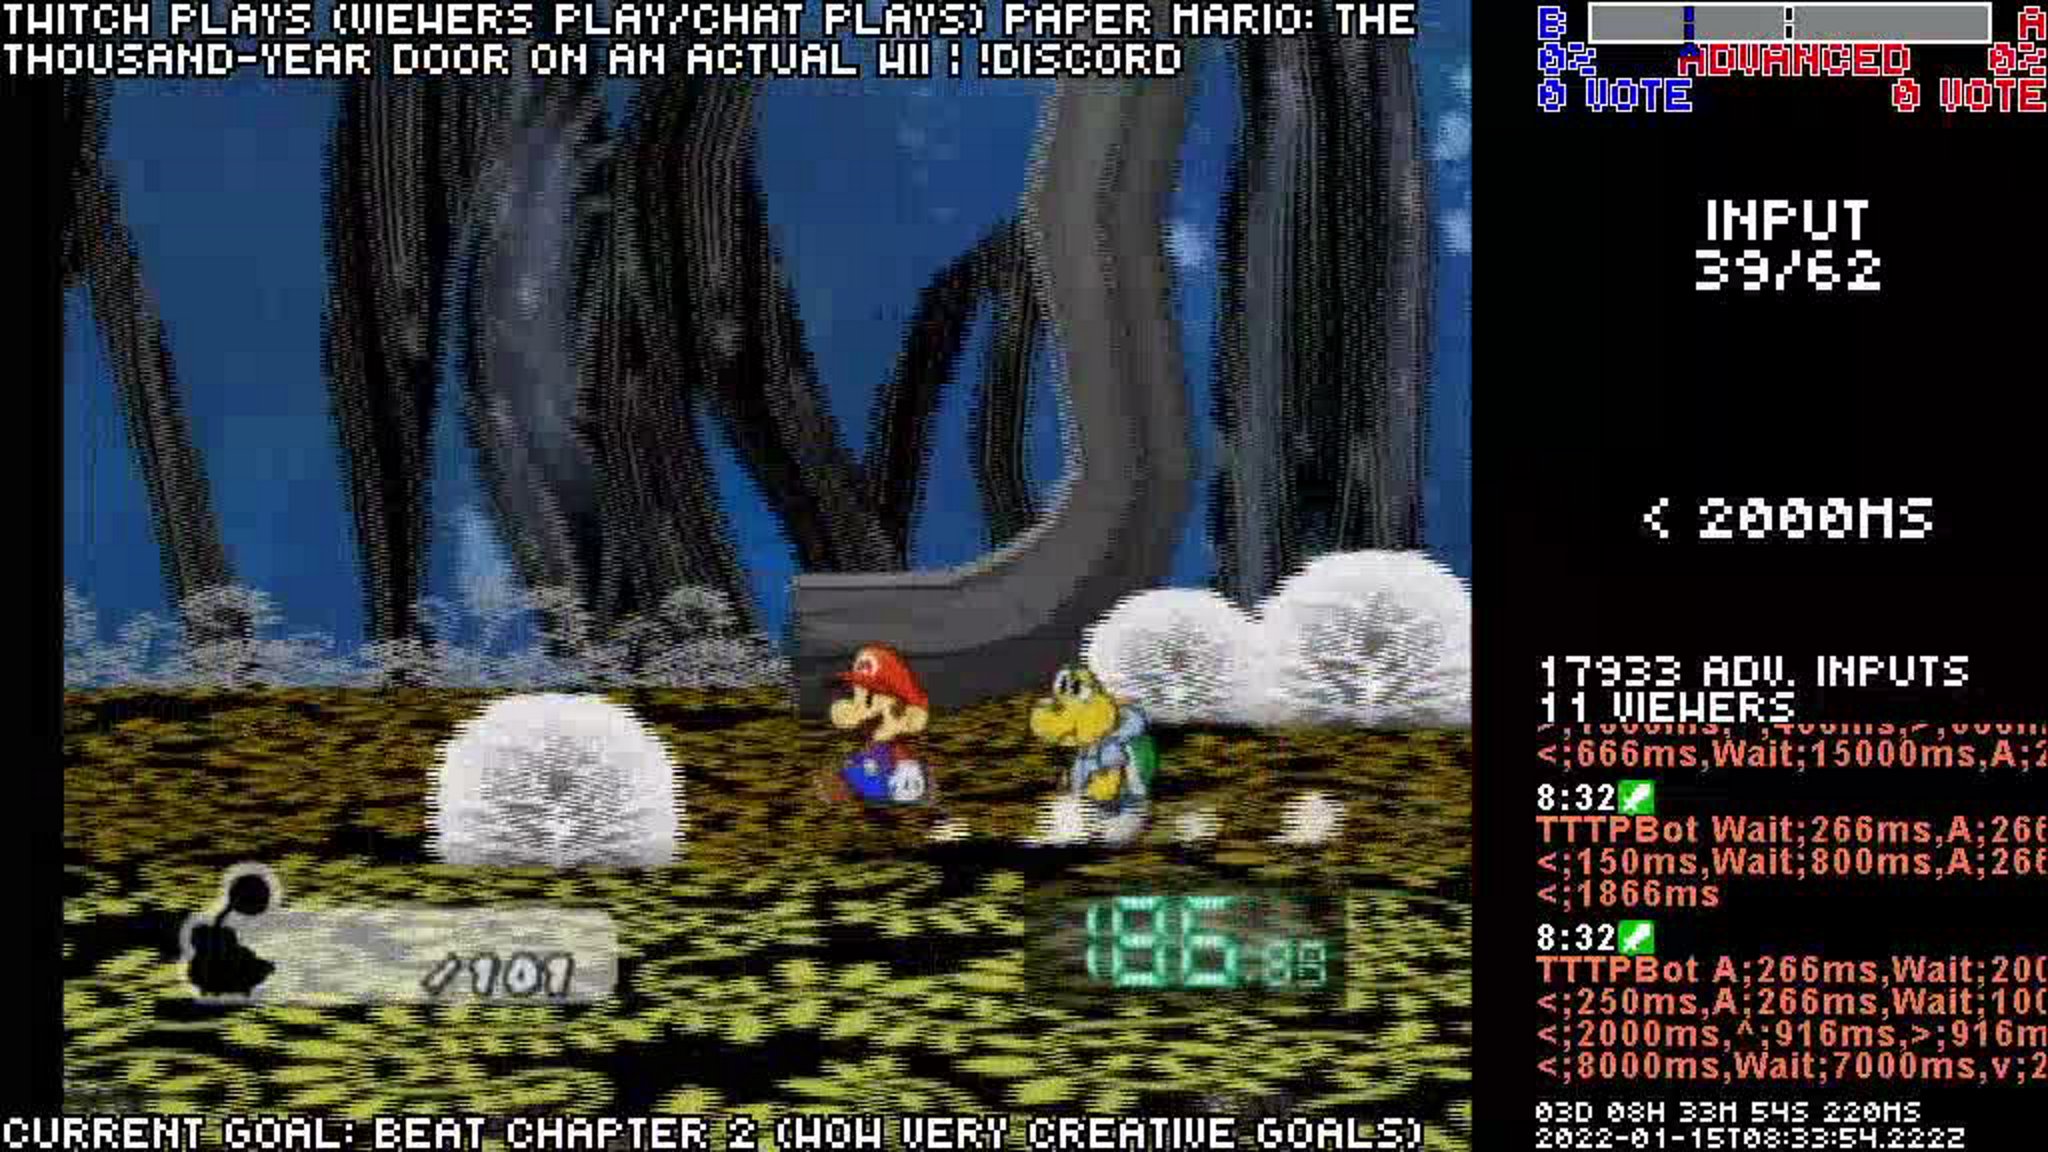 TWITCH PLAYS (VIEWERS PLAY/CHAT PLAYS) PAPER MARIO: THE
THOUSAND-YEAR DOOR ON AN ACTUAL WII | !DISCORD
B A
0% ADVANCED 0%
0 VOTE 0 VOTE
INPUT
39/62
< 2000MS
17933 ADV. INPUTS
11 VIEWERS
<;666ms,Wait;15000ms,A;2
8:32
TTTPBot Wait;266ms,A;266
<;150ms,Wait;800ms,A;266
<;1866ms
8:32
TTTPBot A;266ms,Wait;200
<;250ms,A;266ms,Wait;100
<;2000ms,^;916ms,>;916m
<;8000ms,Wait;7000ms,v;2
/101
03D 08H 33M 54S 220MS
2022-01-15T08:33:54.222Z
CURRENT GOAL: BEAT CHAPTER 2 (WOW VERY CREATIVE GOALS)